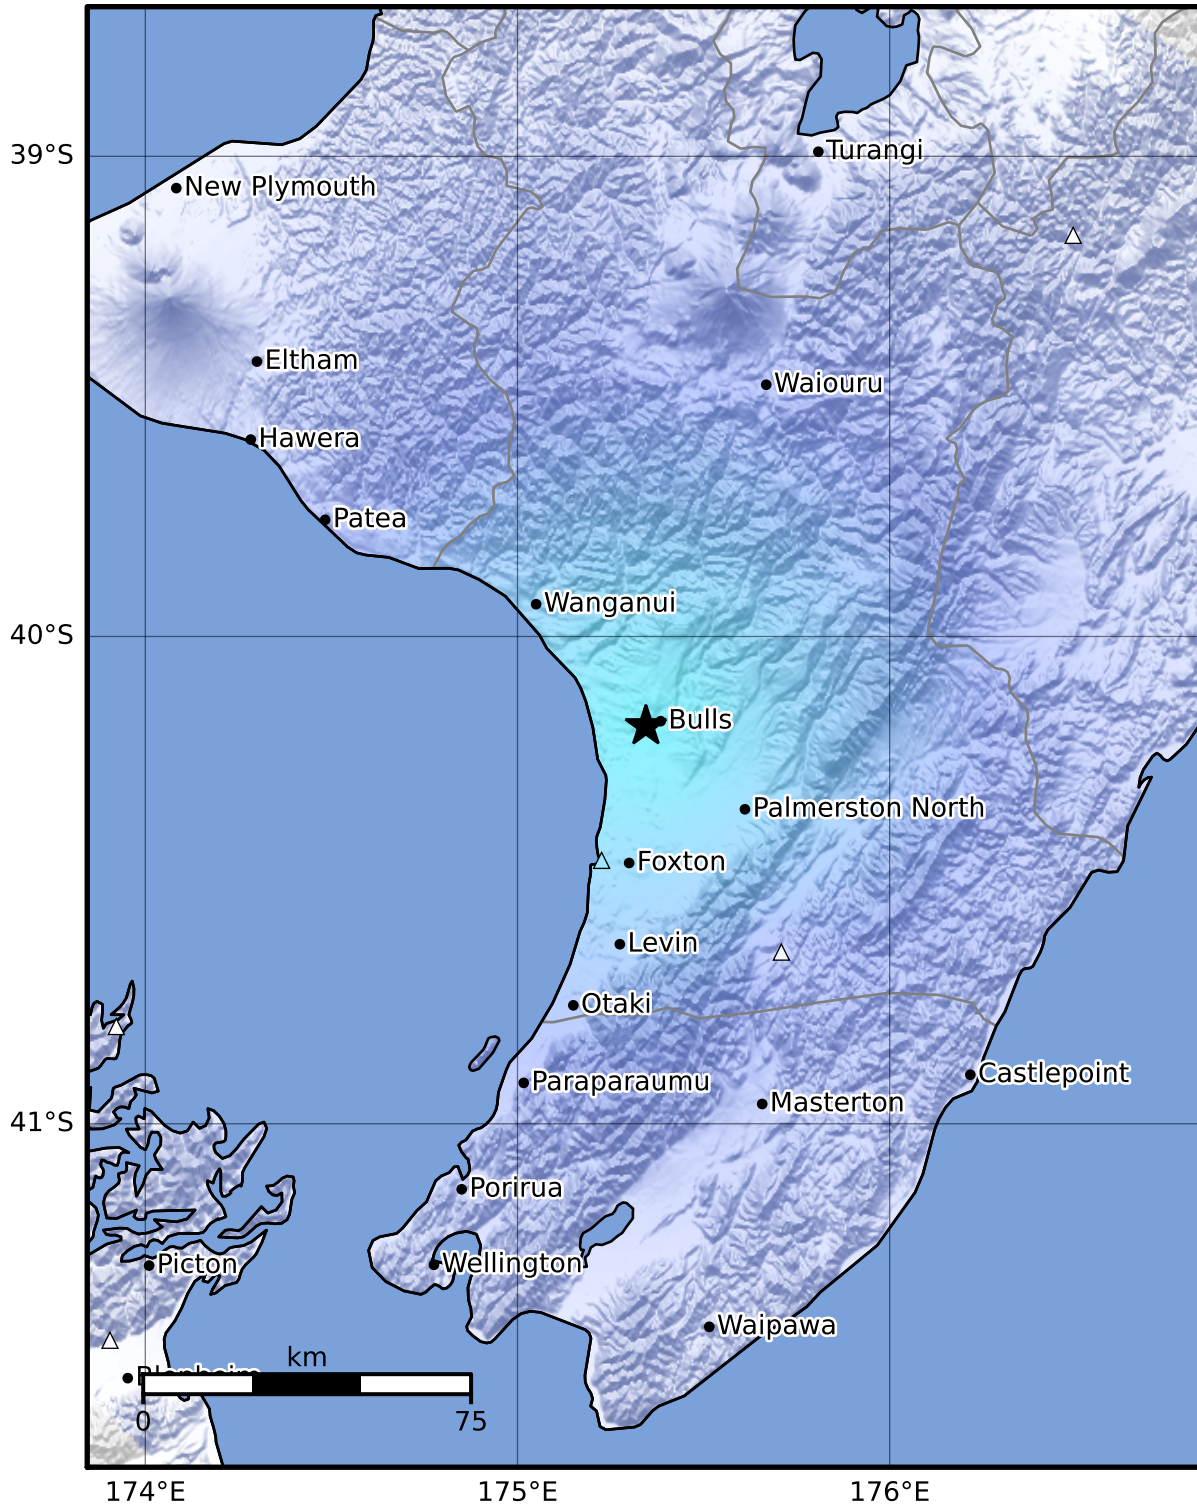 Turangi
39°S
New Plymouth
Eltham
Waiouru
Hawera
Patea
Wanganui
40°S
Bulls
Palmerston North
Foxton
Levin
Otaki
Castlepoint
Paraparaumu
Masterton
41°S
Porirua
Picton
Wellington
Waipawa
km
Blenheim
0
75
174°E
175°E
176°E